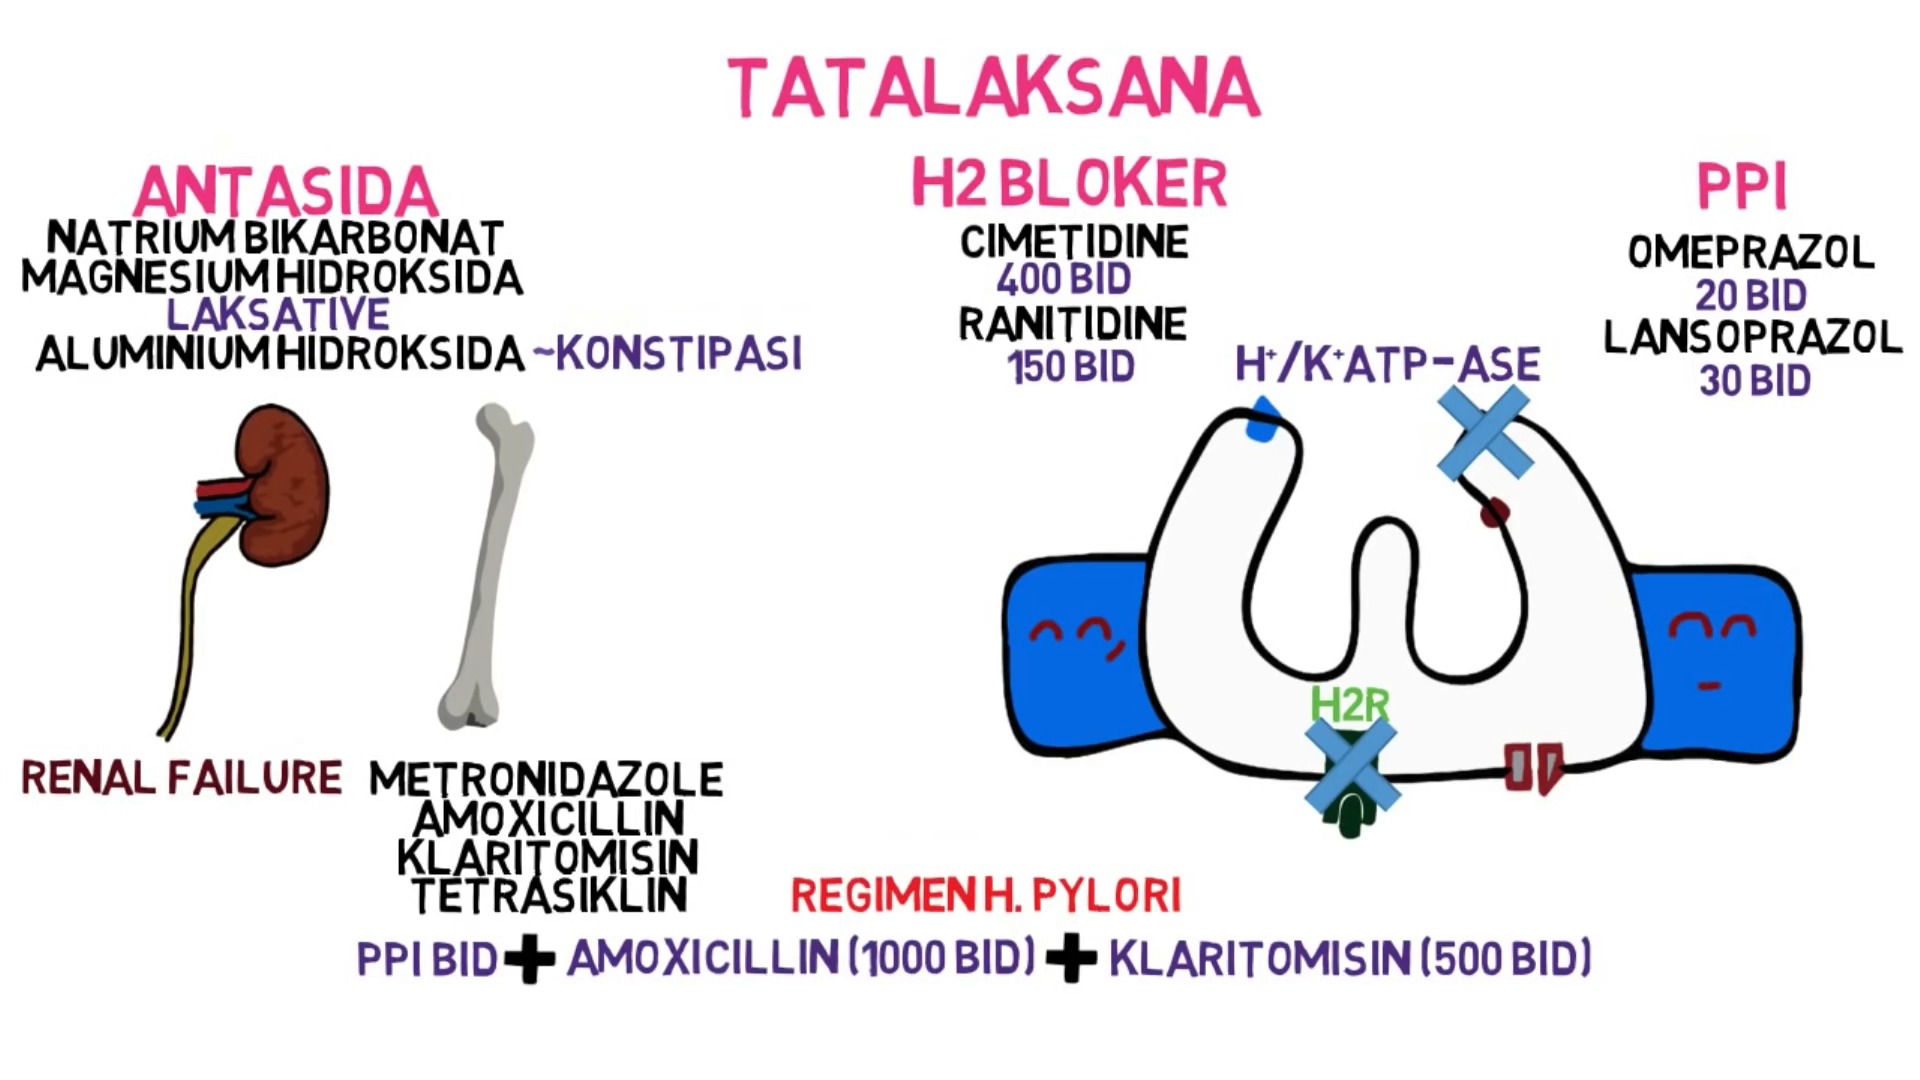 TATALAKSANA
ANTASIDA
NATRIUM BIKARBONAT
MAGNESIUM HIDROKSIDA
LAKSATIVE
ALUMINIUM HIDROKSIDA ~KONSTIPASI
RENAL FAILURE
H2 BLOKER
CIMETIDINE
400 BID
RANITIDINE
150 BID
PPI
OMEPRAZOL
20 BID
LANSOPRAZOL
30 BID
H⁺/K⁺ATP-ASE
H2R
METRONIDAZOLE
AMOXICILLIN
KLARITOMISIN
TETRASIKLIN
REGIMEN H. PYLORI
PPI BID + AMOXICILLIN (1000 BID) + KLARITOMISIN (500 BID)